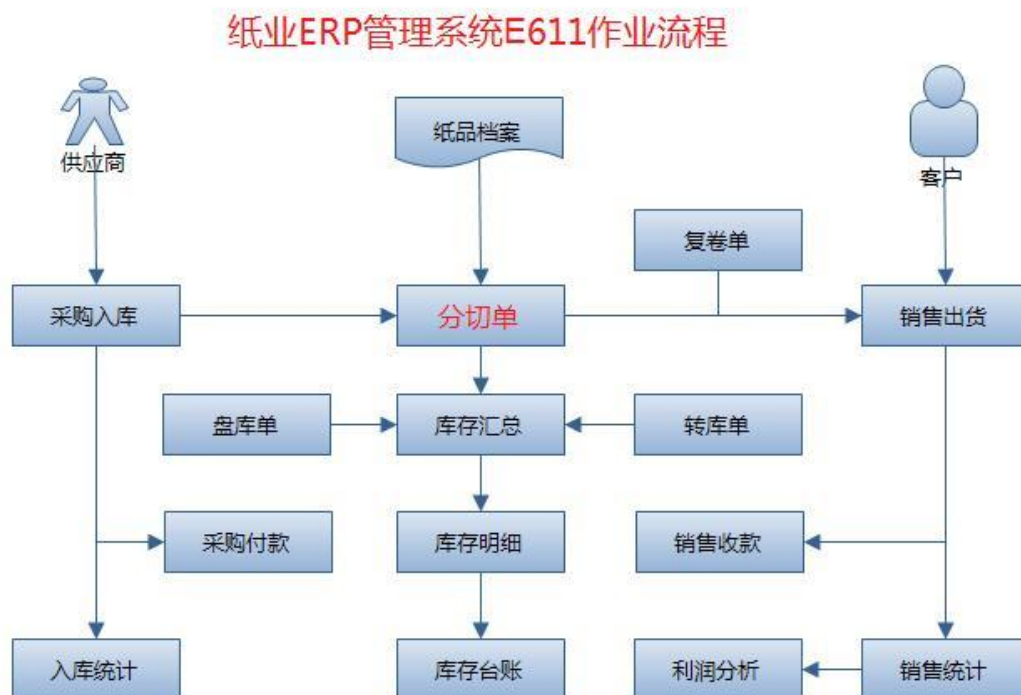 纸业ERP管理系统E611作业流程
纸品档案
供应商
客户
复卷单
采购入库
分切单
销售出货
盘库单
库存汇总
转库单
采购付款
库存明细
销售收款
入库统计
库存台账
利润分析
销售统计